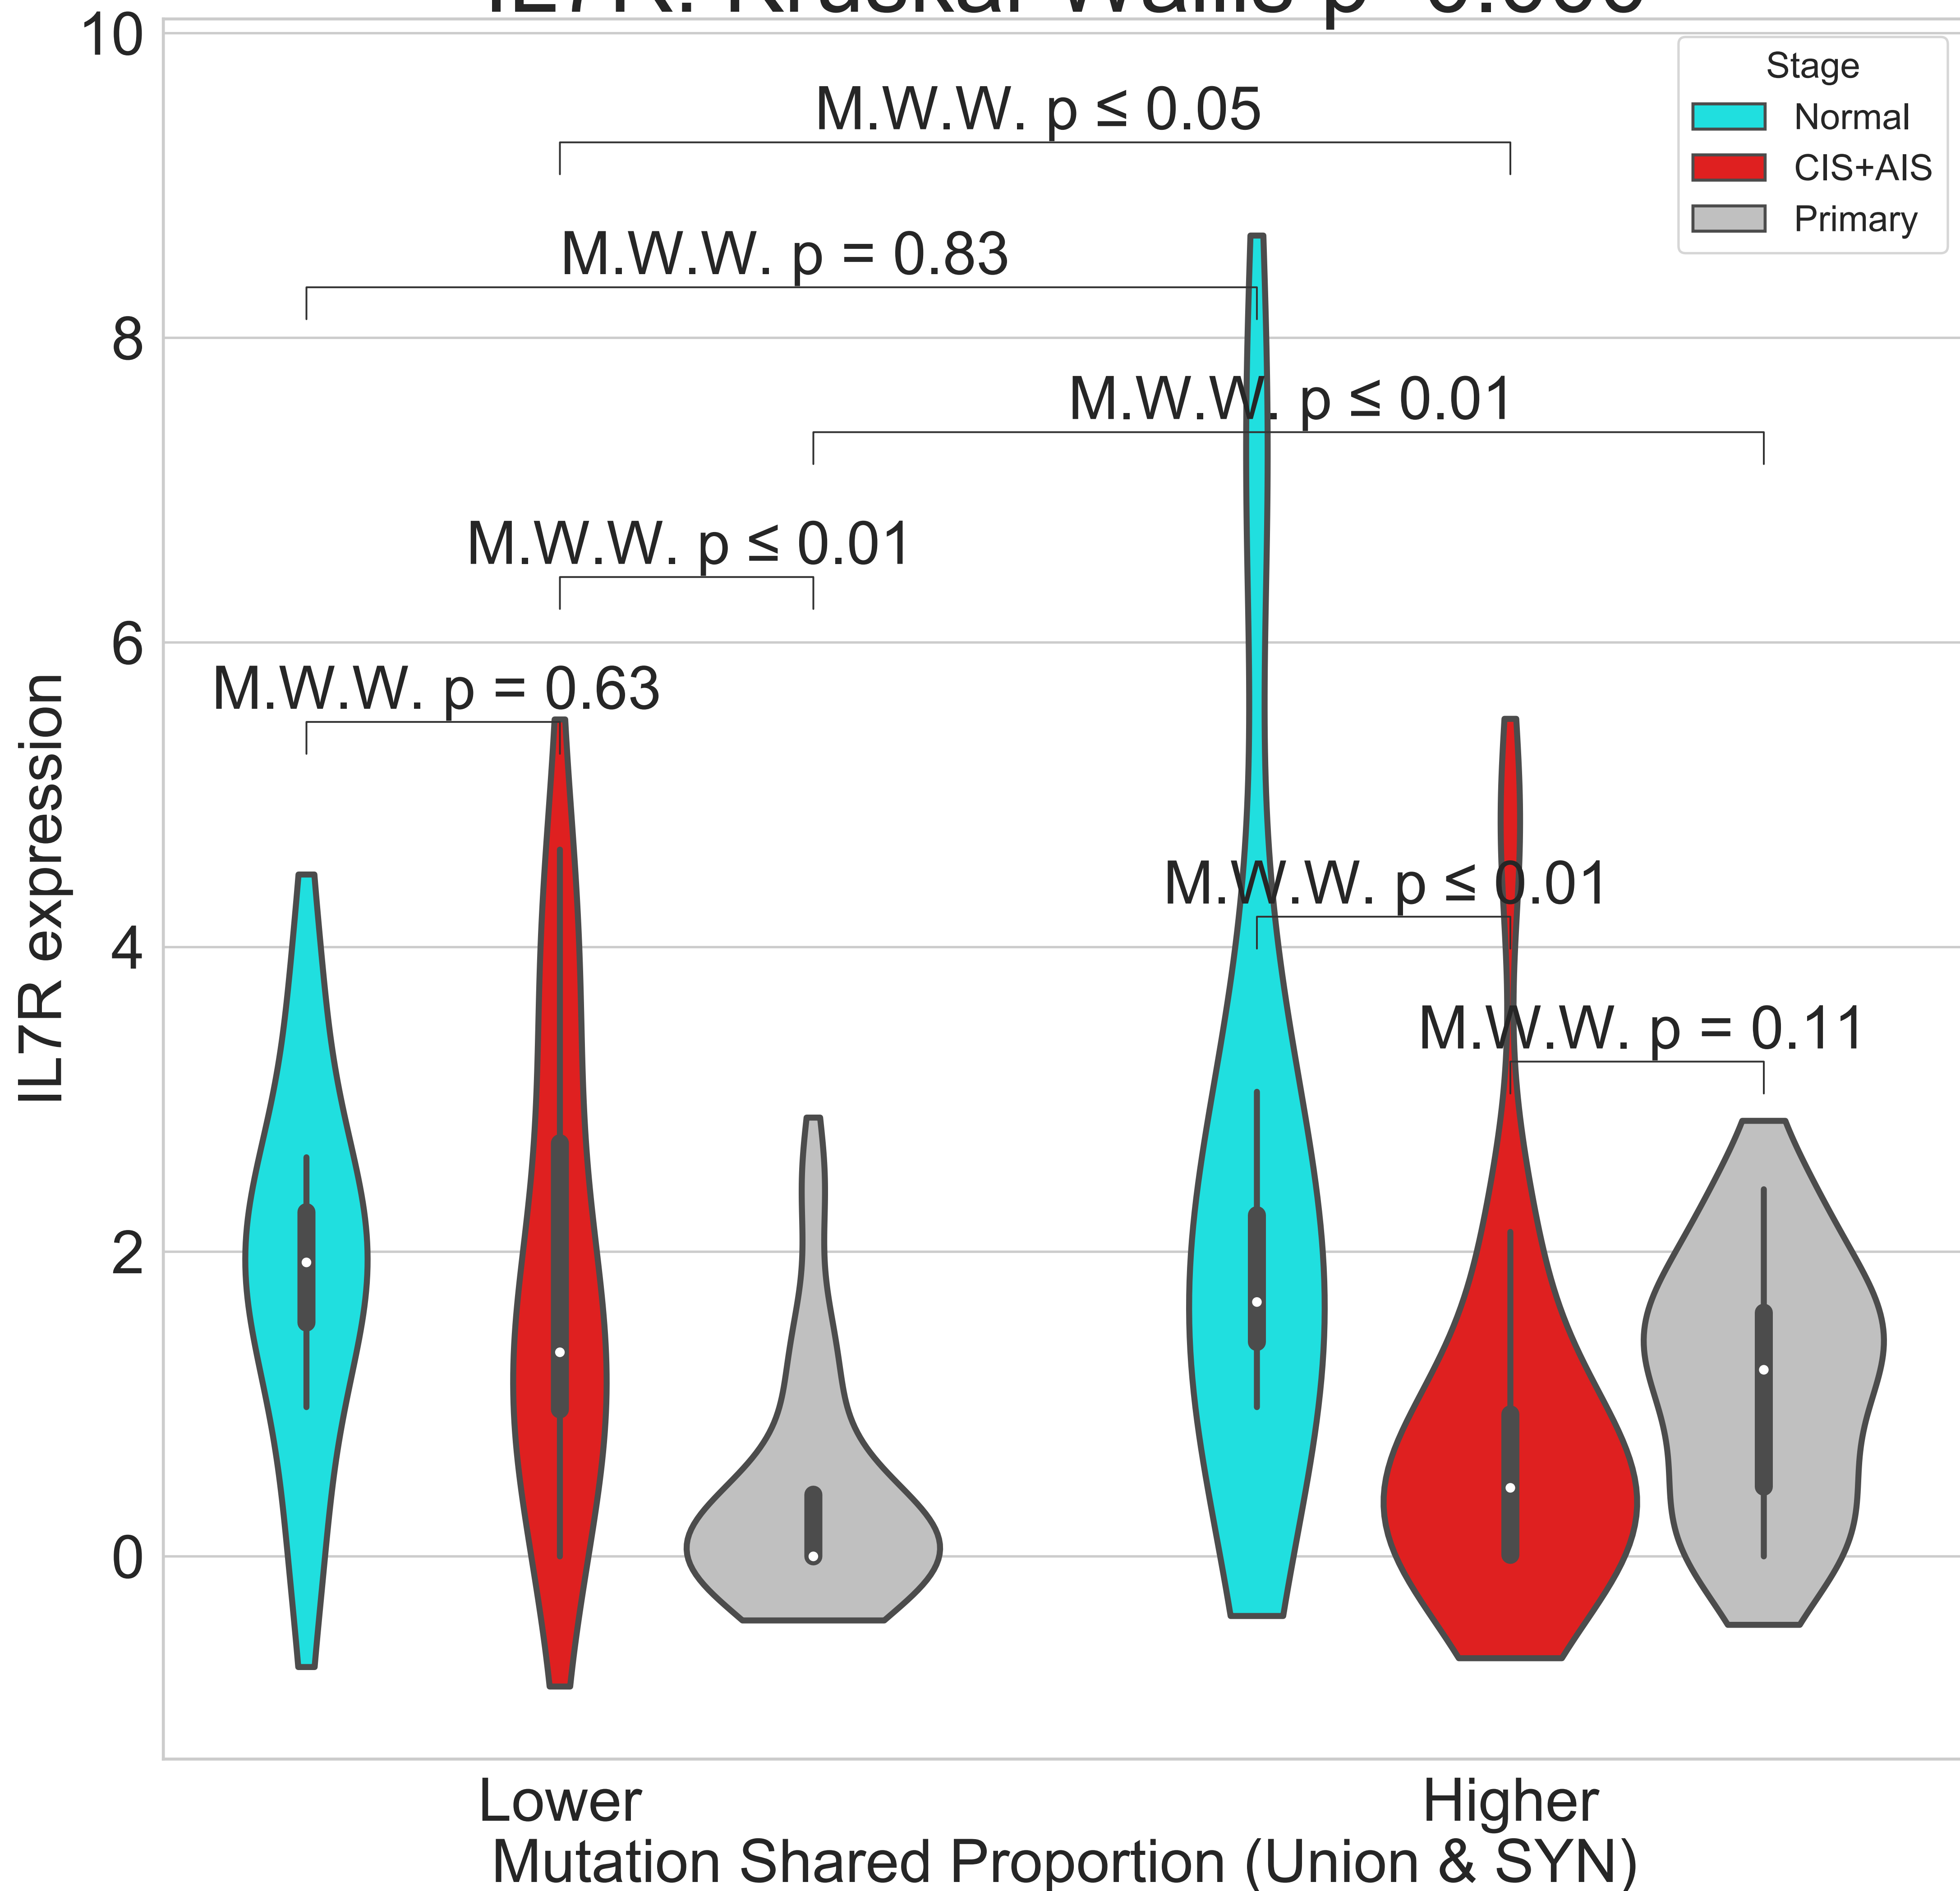 10
Stage
Normal
CIS+AIS
Primary
M.W.W. p ≤ 0.05
M.W.W. p = 0.83
8
M.W.W. p ≤ 0.01
M.W.W. p ≤ 0.01
6
M.W.W. p = 0.63
M.W.W. p ≤ 0.01
4
M.W.W. p = 0.11
2
0
IL7R expression
Lower
Higher
Mutation Shared Proportion (Union & SYN)